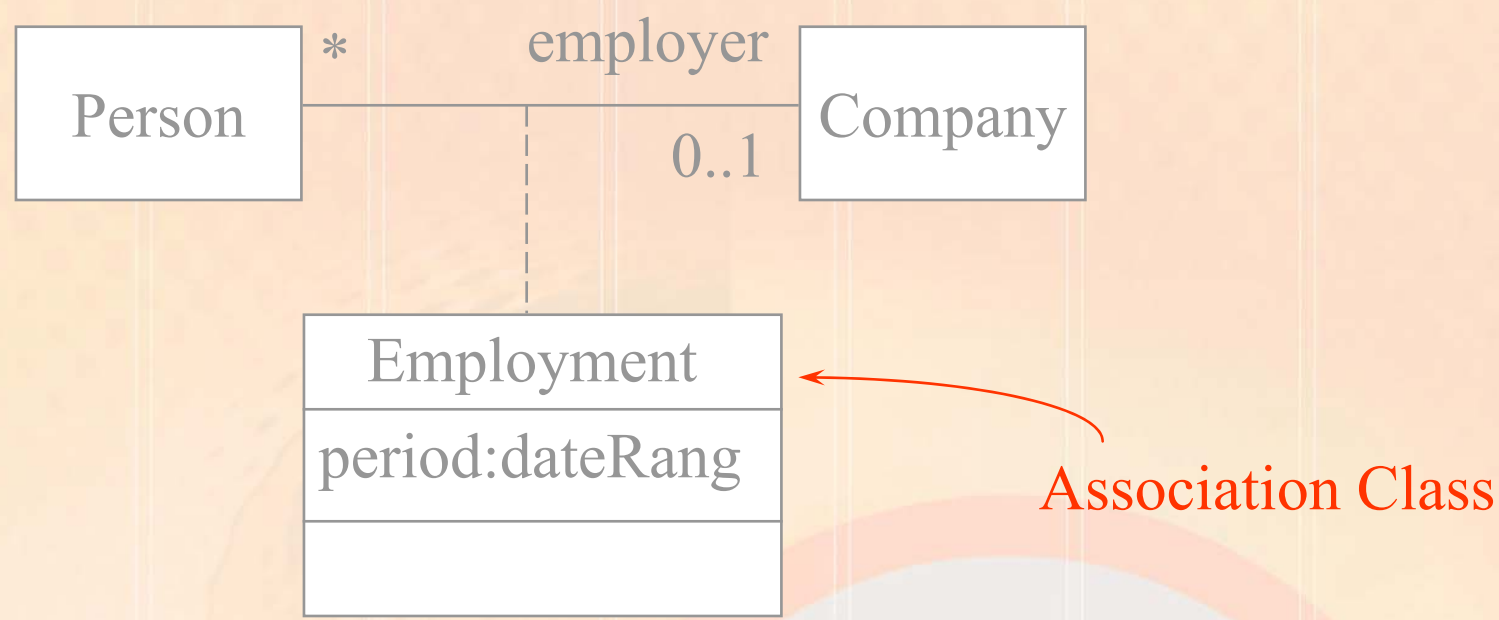 * employer
Person
Company
0..1
Employment
period:dateRang
Association Class